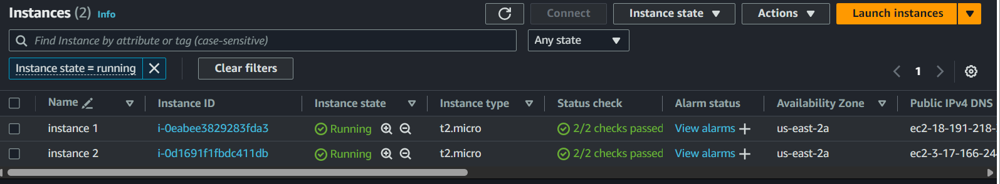 Instances (2) Info Connect Instance state Actions Launch instances
Find Instance by attribute or tag (case-sensitive) Any state
Instance state = running Clear filters 1
Name Instance ID Instance state Instance type Status check Alarm status Availability Zone Public IPv4 DNS
instance 1 i-0eabee3829283fda3 Running t2.micro 2/2 checks passed View alarms us-east-2a ec2-18-191-218-
instance 2 i-0d1691f1fbdc411db Running t2.micro 2/2 checks passed View alarms us-east-2a ec2-3-17-166-24